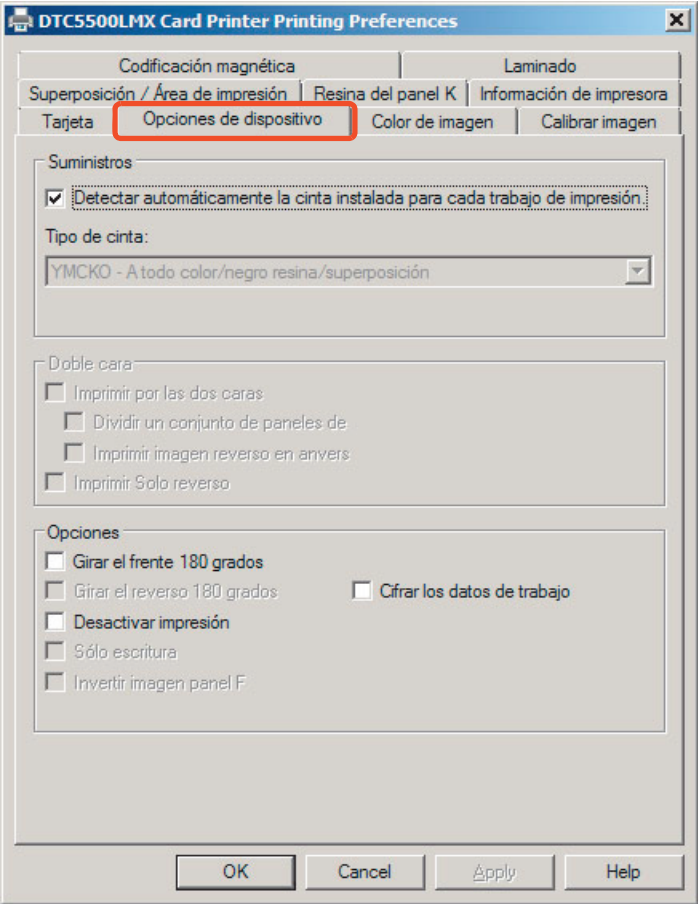 DTC5500LMX Card Printer Printing Preferences
Codificación magnética
Laminado
Superposición / Área de impresión
Resina del panel K
Información de impresora
Tarjeta
Opciones de dispositivo
Color de imagen
Calibrar imagen
Suministros
Detectar automáticamente la cinta instalada para cada trabajo de impresión.
Tipo de cinta:
YMCKO - A todo color/negro resina/superposición
Doble cara
Imprimir por las dos caras
Dividir un conjunto de paneles de
Imprimir imagen reverso en anvers
Imprimir Solo reverso
Opciones
Girar el frente 180 grados
Girar el reverso 180 grados
Cifrar los datos de trabajo
Desactivar impresión
Sólo escritura
Invertir imagen panel F
OK
Cancel
Apply
Help